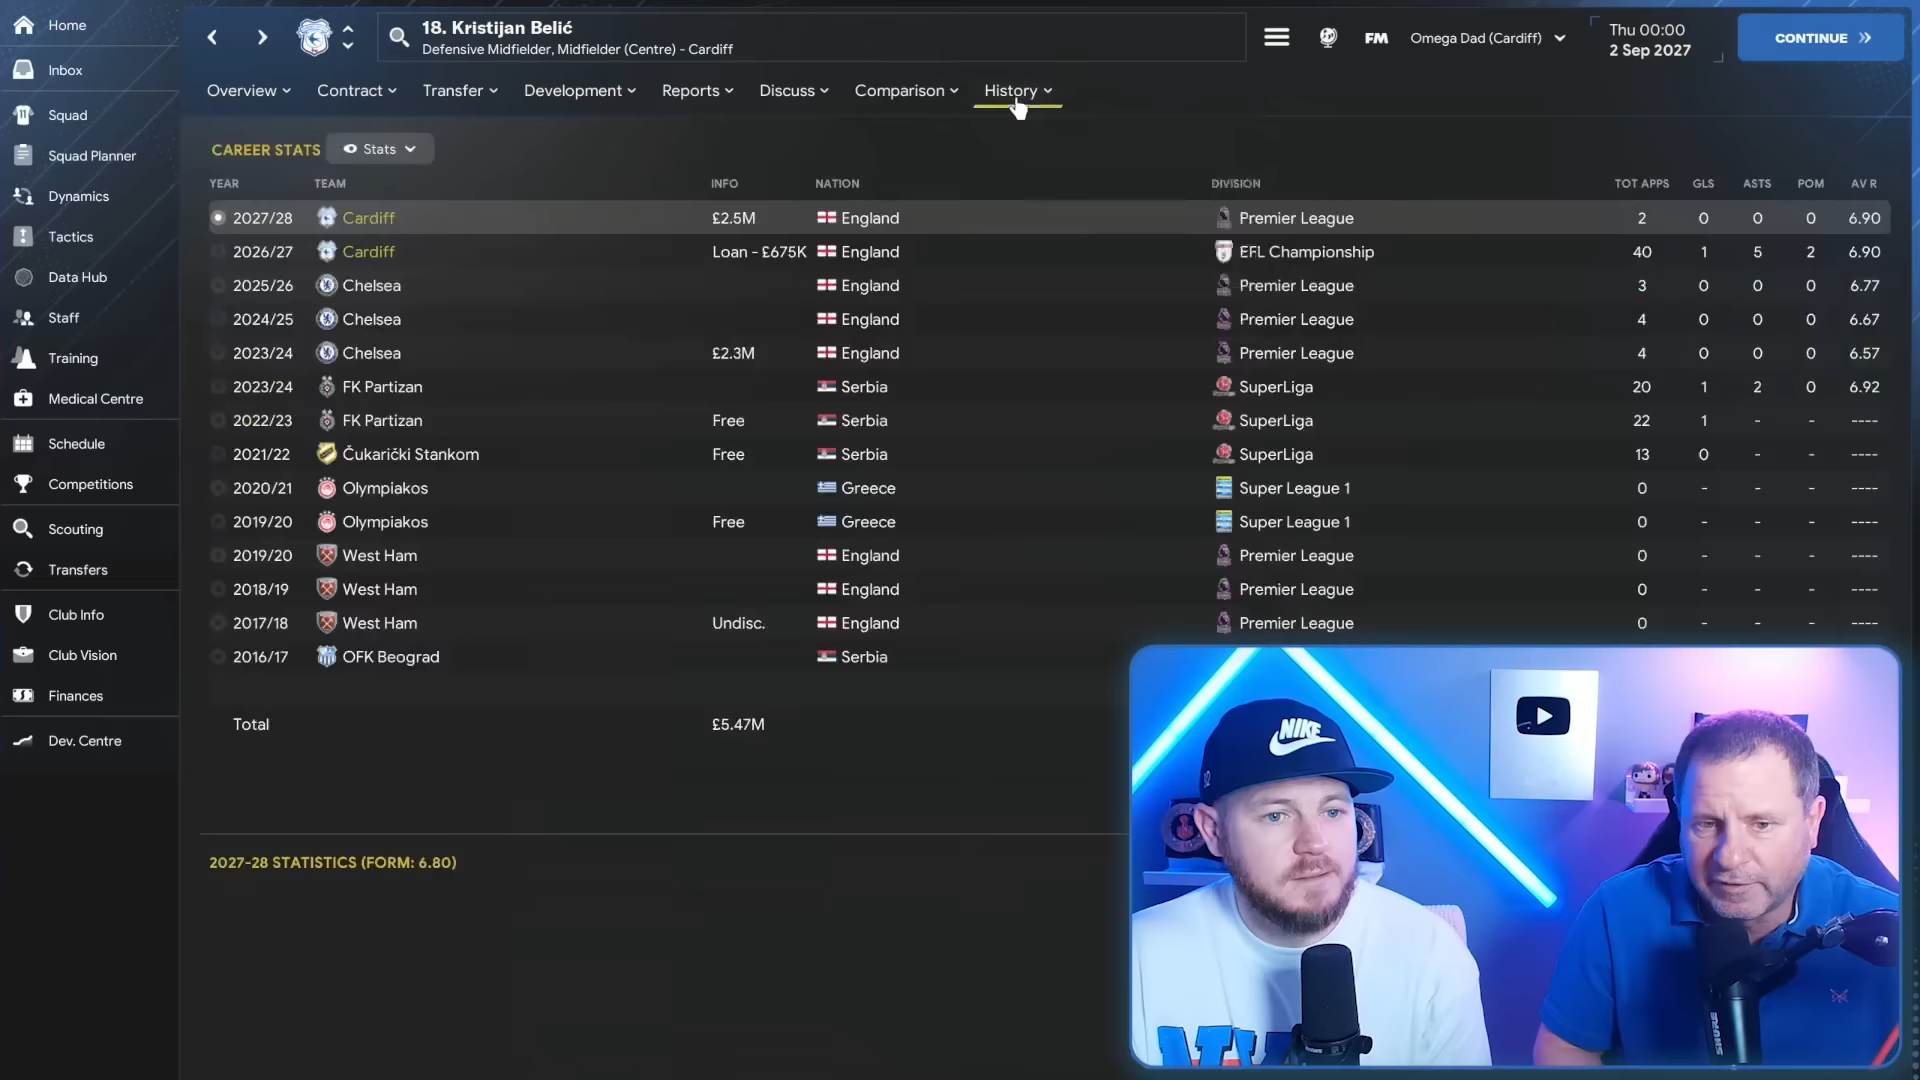 Home
Inbox
Squad
Squad Planner
Dynamics
Tactics
Data Hub
Staff
Training
Medical Centre
Schedule
Competitions
Scouting
Transfers
Club Info
Club Vision
Finances
Dev. Centre
18. Kristijan Belić
Defensive Midfielder, Midfielder (Centre) - Cardiff
FM
Omega Dad (Cardiff)
Thu 00:00
2 Sep 2027
CONTINUE
Overview Contract Transfer Development Reports Discuss Comparison History
CAREER STATS Stats
YEAR TEAM INFO NATION DIVISION TOT APPS GLS ASTS POM AV R
2027/28 Cardiff £2.5M England Premier League 2 0 0 0 6.90
2026/27 Cardiff Loan - £675K England EFL Championship 40 1 5 2 6.90
2025/26 Chelsea England Premier League 3 0 0 0 6.77
2024/25 Chelsea England Premier League 4 0 0 0 6.67
2023/24 Chelsea £2.3M England Premier League 4 0 0 0 6.57
2023/24 FK Partizan Serbia SuperLiga 20 1 2 0 6.92
2022/23 FK Partizan Free Serbia SuperLiga 22 1 - - ----
2021/22 Čukarički Stankom Free Serbia SuperLiga 13 0 - - ----
2020/21 Olympiakos Greece Super League 1 0 - - - ----
2019/20 Olympiakos Free Greece Super League 1 0 - - - ----
2019/20 West Ham England Premier League 0 - - - ----
2018/19 West Ham England Premier League 0 - - - ----
2017/18 West Ham Undisc. England Premier League 0 - - - ----
2016/17 OFK Beograd Serbia
Total £5.47M
2027-28 STATISTICS (FORM: 6.80)
NIKE
SHURE